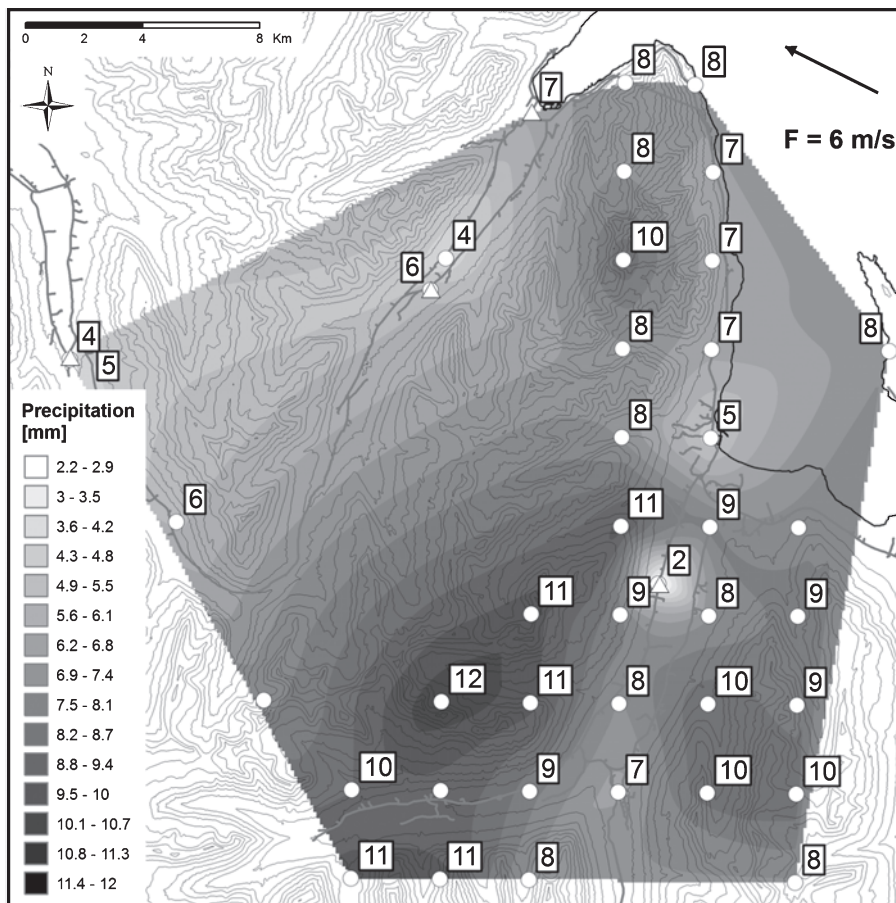 0 2 4 8 Km
N
F = 6 m/s
8 8
7
8 7
4
10 7
6
8 7
8
4
5
8 5
6
11 9
2
11 9 8 9
12 11 8 10 9
10 9 7 10 10
11 11 8 8
Precipitation
[mm]
2.2 - 2.9
3 - 3.5
3.6 - 4.2
4.3 - 4.8
4.9 - 5.5
5.6 - 6.1
6.2 - 6.8
6.9 - 7.4
7.5 - 8.1
8.2 - 8.7
8.8 - 9.4
9.5 - 10
10.1 - 10.7
10.8 - 11.3
11.4 - 12